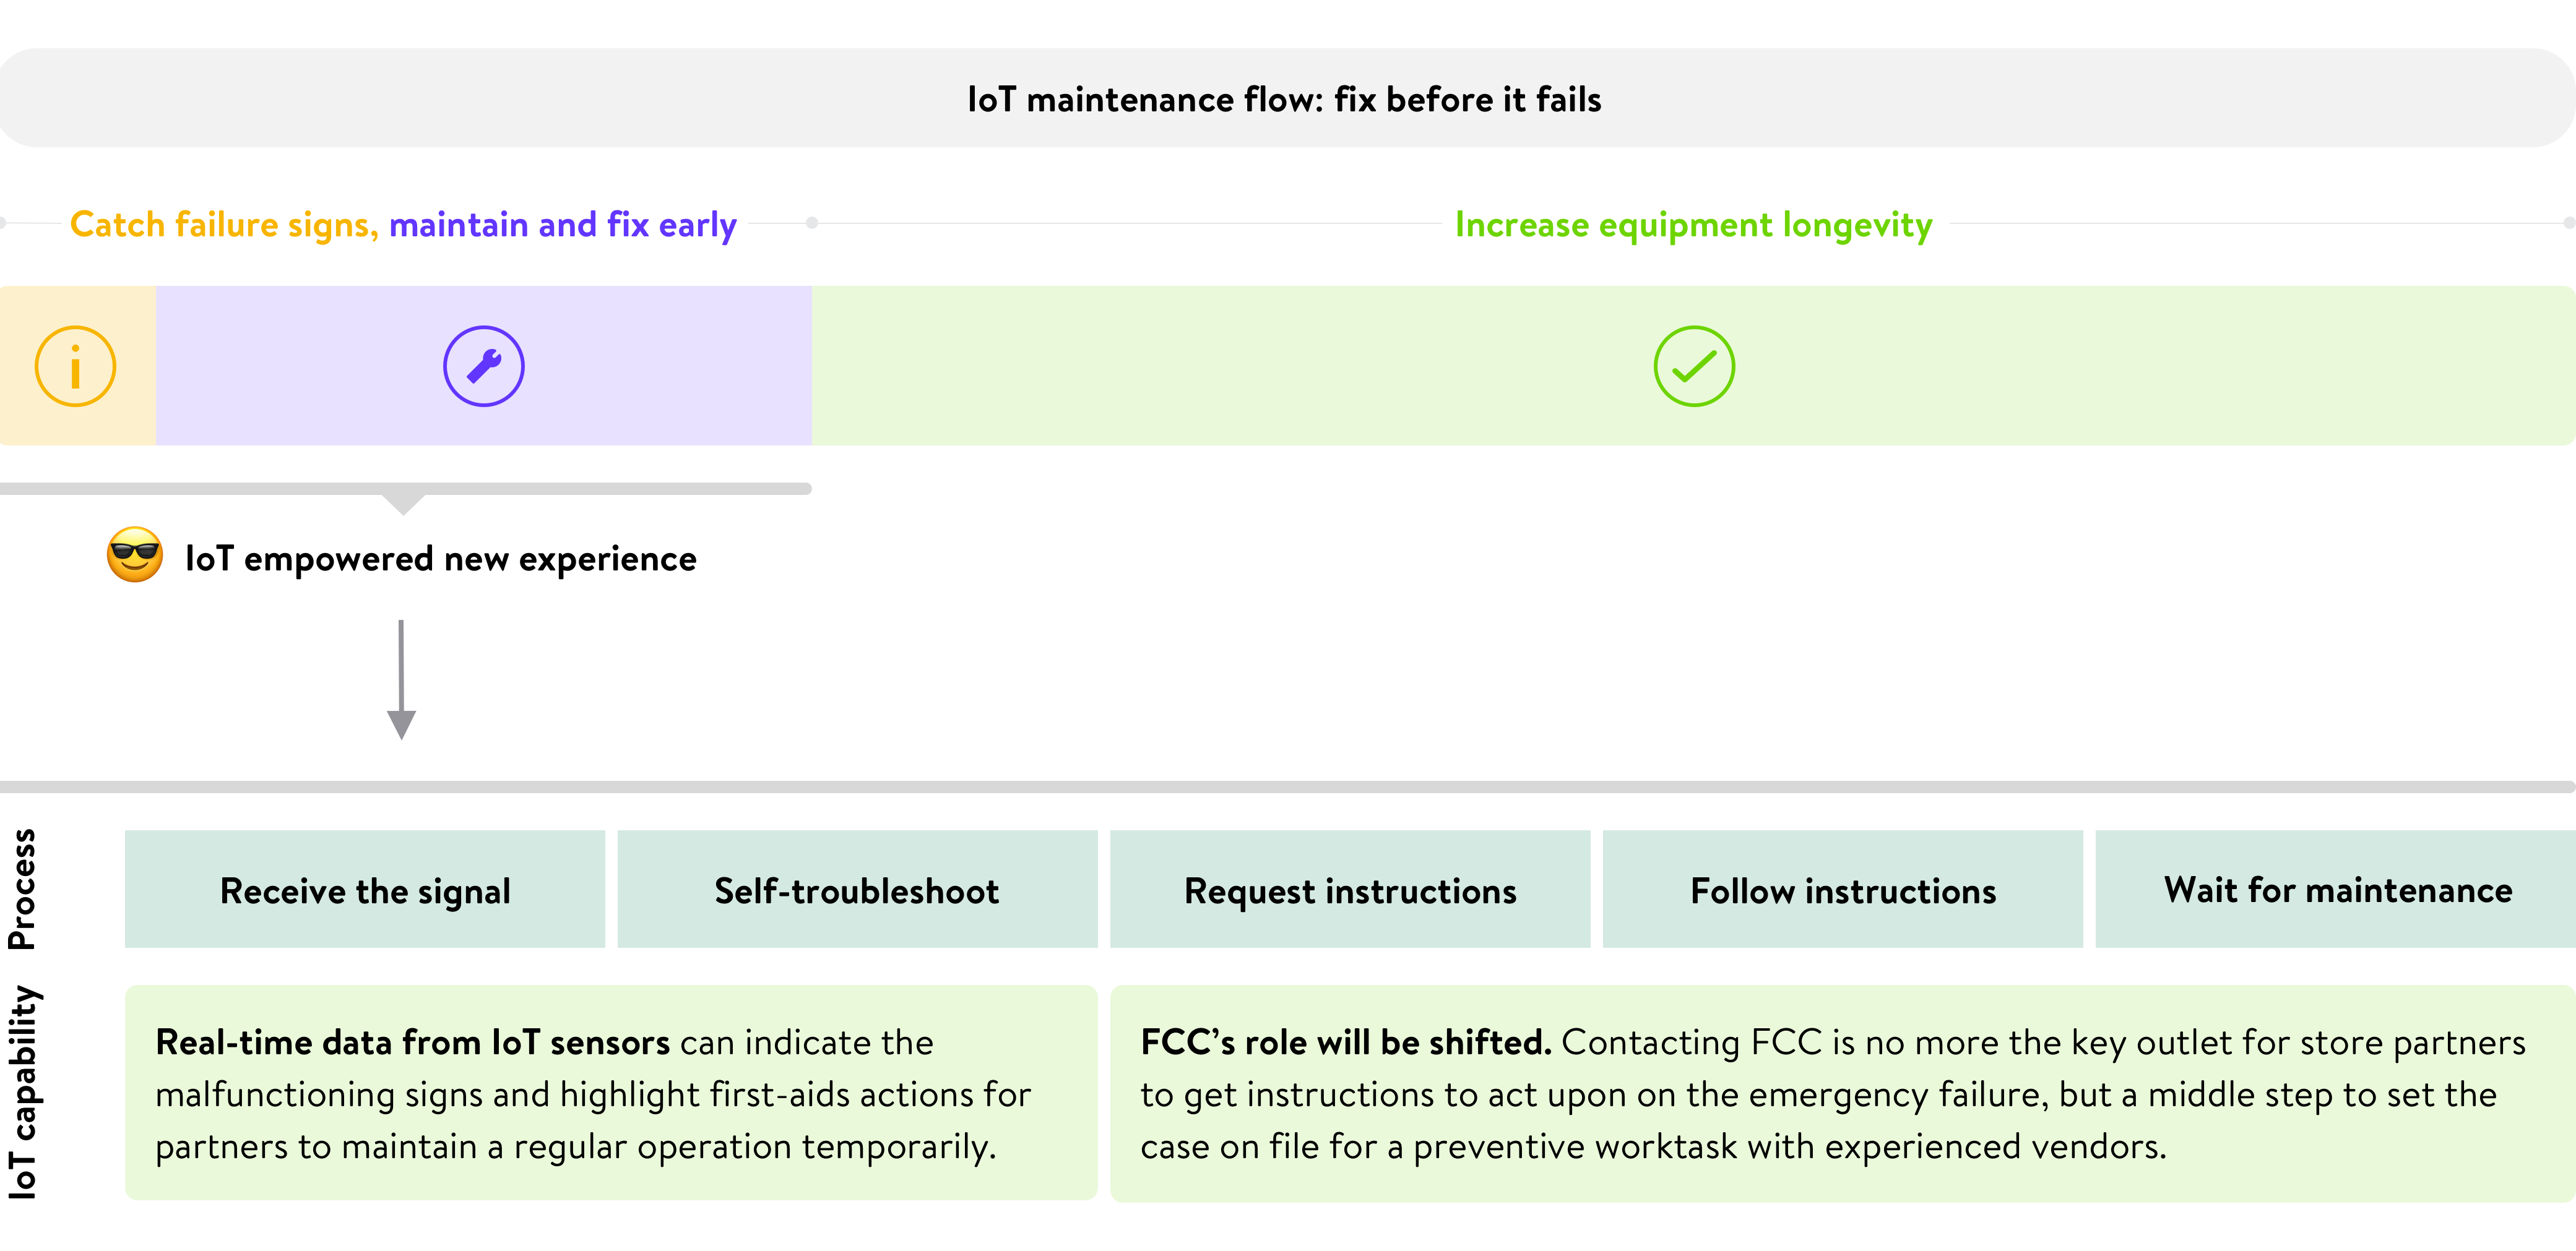 IoT maintenance flow: fix before it fails
Catch failure signs, maintain and fix early
Increase equipment longevity
IoT empowered new experience
Process
Receive the signal
Self-troubleshoot
Request instructions
Follow instructions
Wait for maintenance
IoT capability
Real-time data from IoT sensors can indicate the
malfunctioning signs and highlight first-aids actions for
partners to maintain a regular operation temporarily.
FCC’s role will be shifted. Contacting FCC is no more the key outlet for store partners
to get instructions to act upon on the emergency failure, but a middle step to set the
case on file for a preventive worktask with experienced vendors.